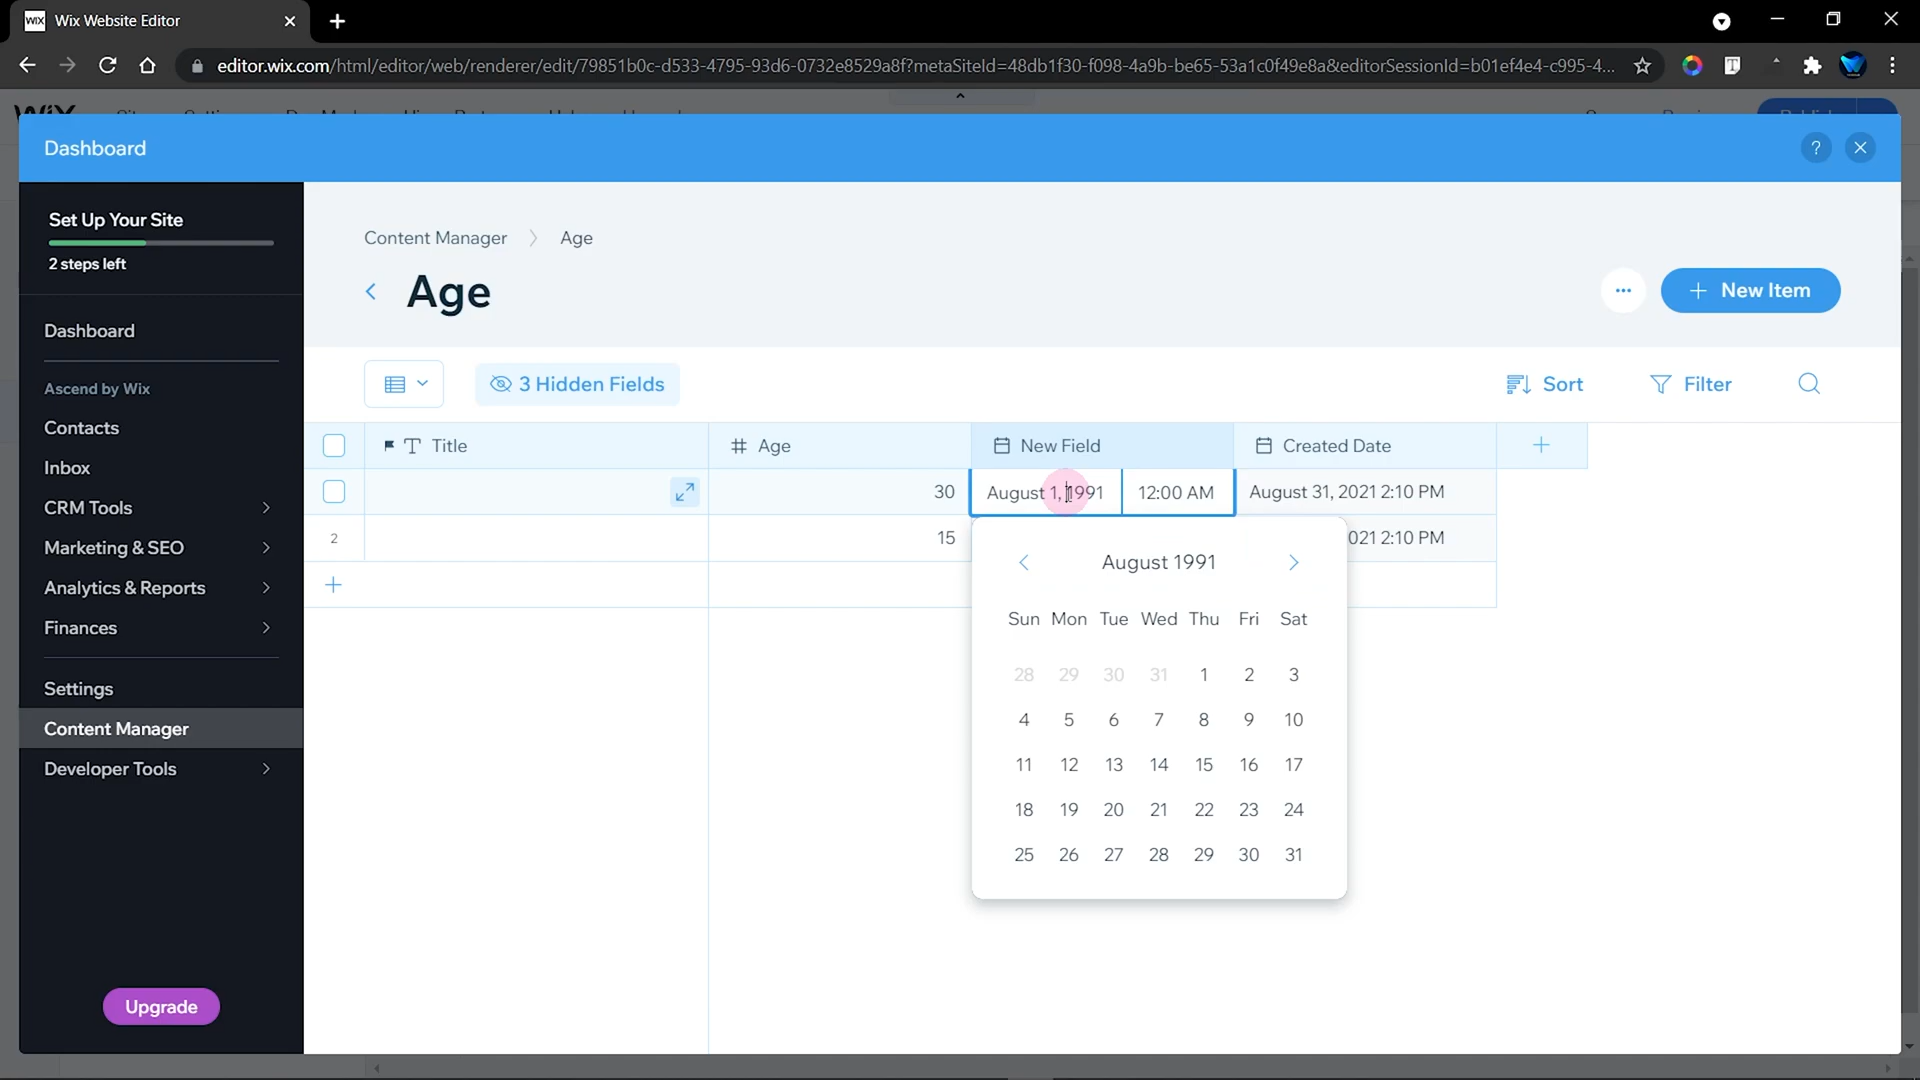 WIX Wix Website Editor
editor.wix.com/html/editor/web/renderer/edit/79851b0c-d533-4795-93d6-0732e8529a8f?metaSiteId=48db1f30-f098-4a9b-be65-53a1c0f49e8a&editorSessionId=b01ef4e4-c995-4...
Dashboard
?
Set Up Your Site
2 steps left
Dashboard
Ascend by Wix
Contacts
Inbox
CRM Tools
Marketing & SEO
Analytics & Reports
Finances
Settings
Content Manager
Developer Tools
Upgrade
Content Manager Age
Age
... + New Item
3 Hidden Fields Sort Filter
T Title # Age New Field Created Date +
30 August 1, 1991 12:00 AM August 31, 2021 2:10 PM
2 15 021 2:10 PM
+
August 1991
Sun Mon Tue Wed Thu Fri Sat
28 29 30 31 1 2 3
4 5 6 7 8 9 10
11 12 13 14 15 16 17
18 19 20 21 22 23 24
25 26 27 28 29 30 31